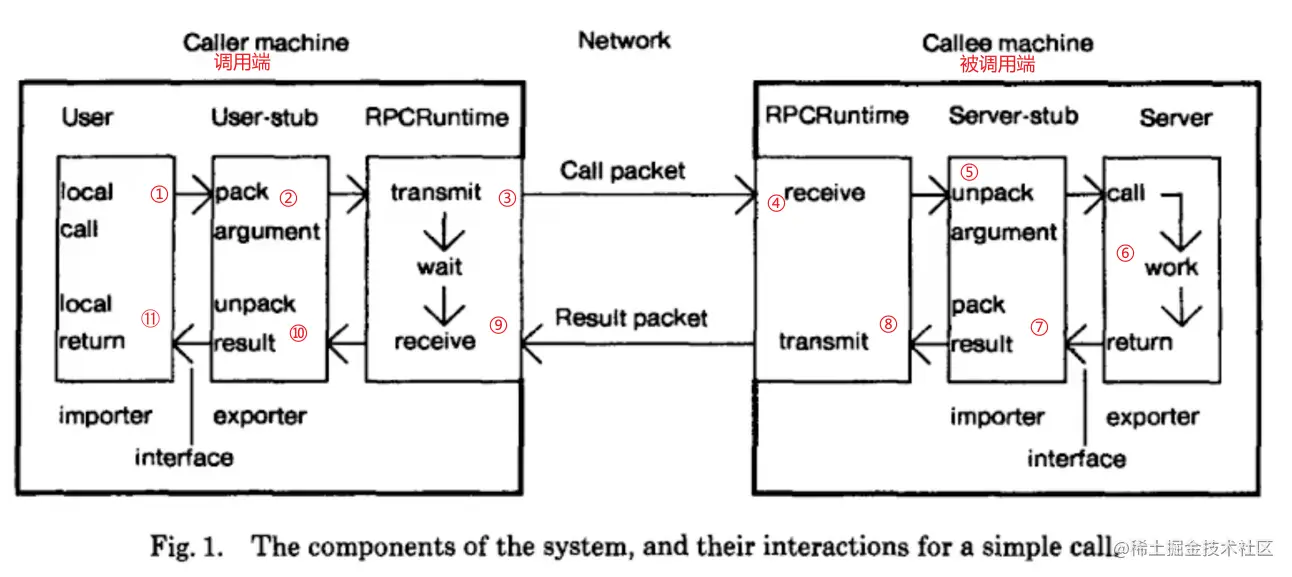 Caller machine Network Callee machine
调用端 被调用端
User User-stub RPCRuntime RPCRuntime Server-stub Server
local ① pack ② transmit ③ Call packet ④ receive ⑤ unpack call
call argument argument
wait ⑥ work
local unpack pack
return ⑪ result ⑩ receive ⑨ Result packet transmit ⑧ result ⑦ return
importer exporter importer exporter
interface interface
Fig. 1. The components of the system, and their interactions for a simple call.
@稀土掘金技术社区